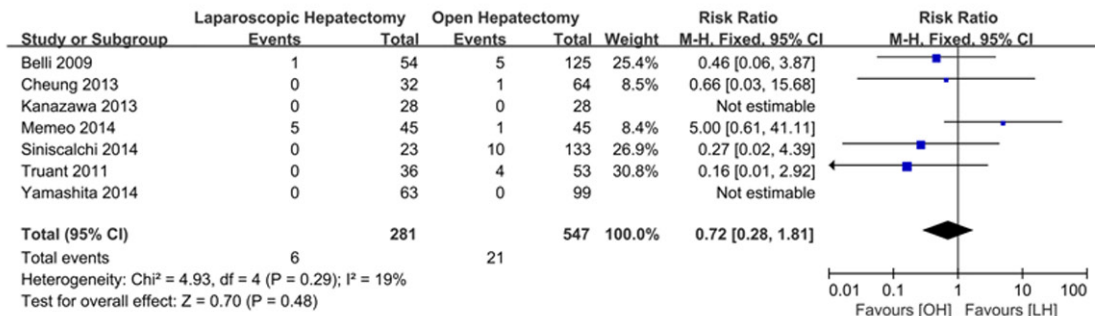 Laparoscopic Hepatectomy Open Hepatectomy Risk Ratio Risk Ratio
Study or Subgroup Events Total Events Total Weight M-H, Fixed, 95% CI M-H, Fixed, 95% CI
Belli 2009 1 54 5 125 25.4% 0.46 [0.06, 3.87]
Cheung 2013 0 32 1 64 8.5% 0.66 [0.03, 15.68]
Kanazawa 2013 0 28 0 28 Not estimable
Memeo 2014 5 45 1 45 8.4% 5.00 [0.61, 41.11]
Siniscalchi 2014 0 23 10 133 26.9% 0.27 [0.02, 4.39]
Truant 2011 0 36 4 53 30.8% 0.16 [0.01, 2.92]
Yamashita 2014 0 63 0 99 Not estimable
Total (95% CI) 281 547 100.0% 0.72 [0.28, 1.81]
Total events 6 21
Heterogeneity: Chi² = 4.93, df = 4 (P = 0.29); I² = 19%
Test for overall effect: Z = 0.70 (P = 0.48)
0.01 0.1 1 10 100
Favours [OH] Favours [LH]